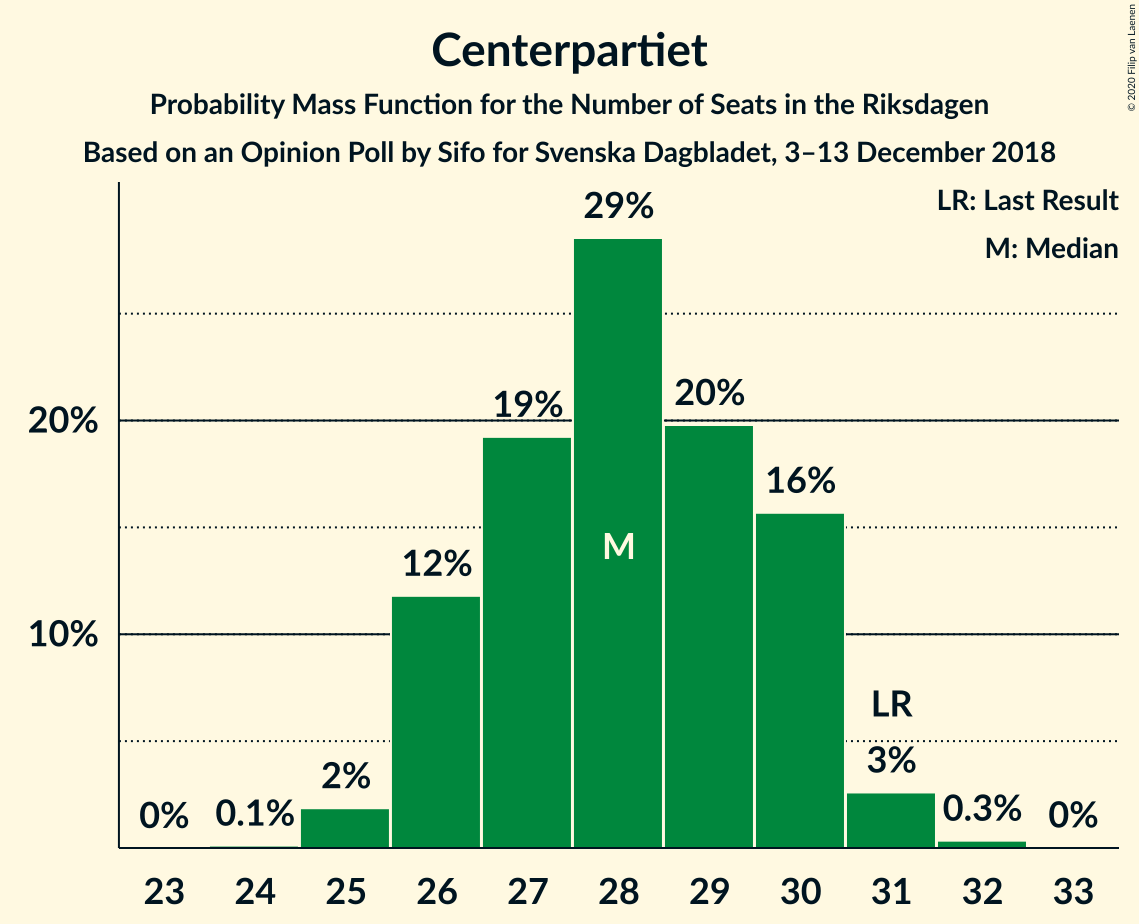 Centerpartiet
Probability Mass Function for the Number of Seats in the Riksdagen
Based on an Opinion Poll by Sifo for Svenska Dagbladet, 3–13 December 2018
© 2020 Filip van Laenen
LR: Last Result
M: Median
29%
20%
19%
20%
16%
M
12%
10%
LR
3%
2%
0%
0.1%
0.3%
0%
23 24 25 26 27 28 29 30 31 32 33